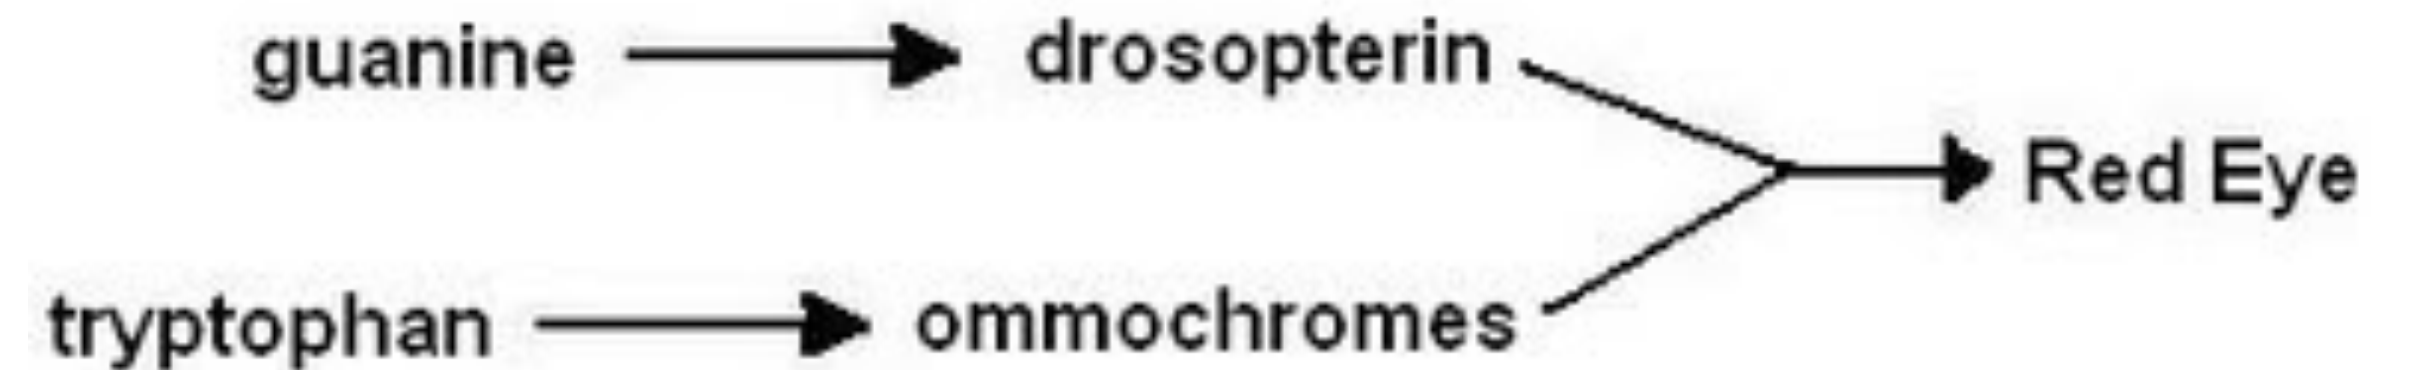 guanine drosopterin
Red Eye
tryptophan ommochromes